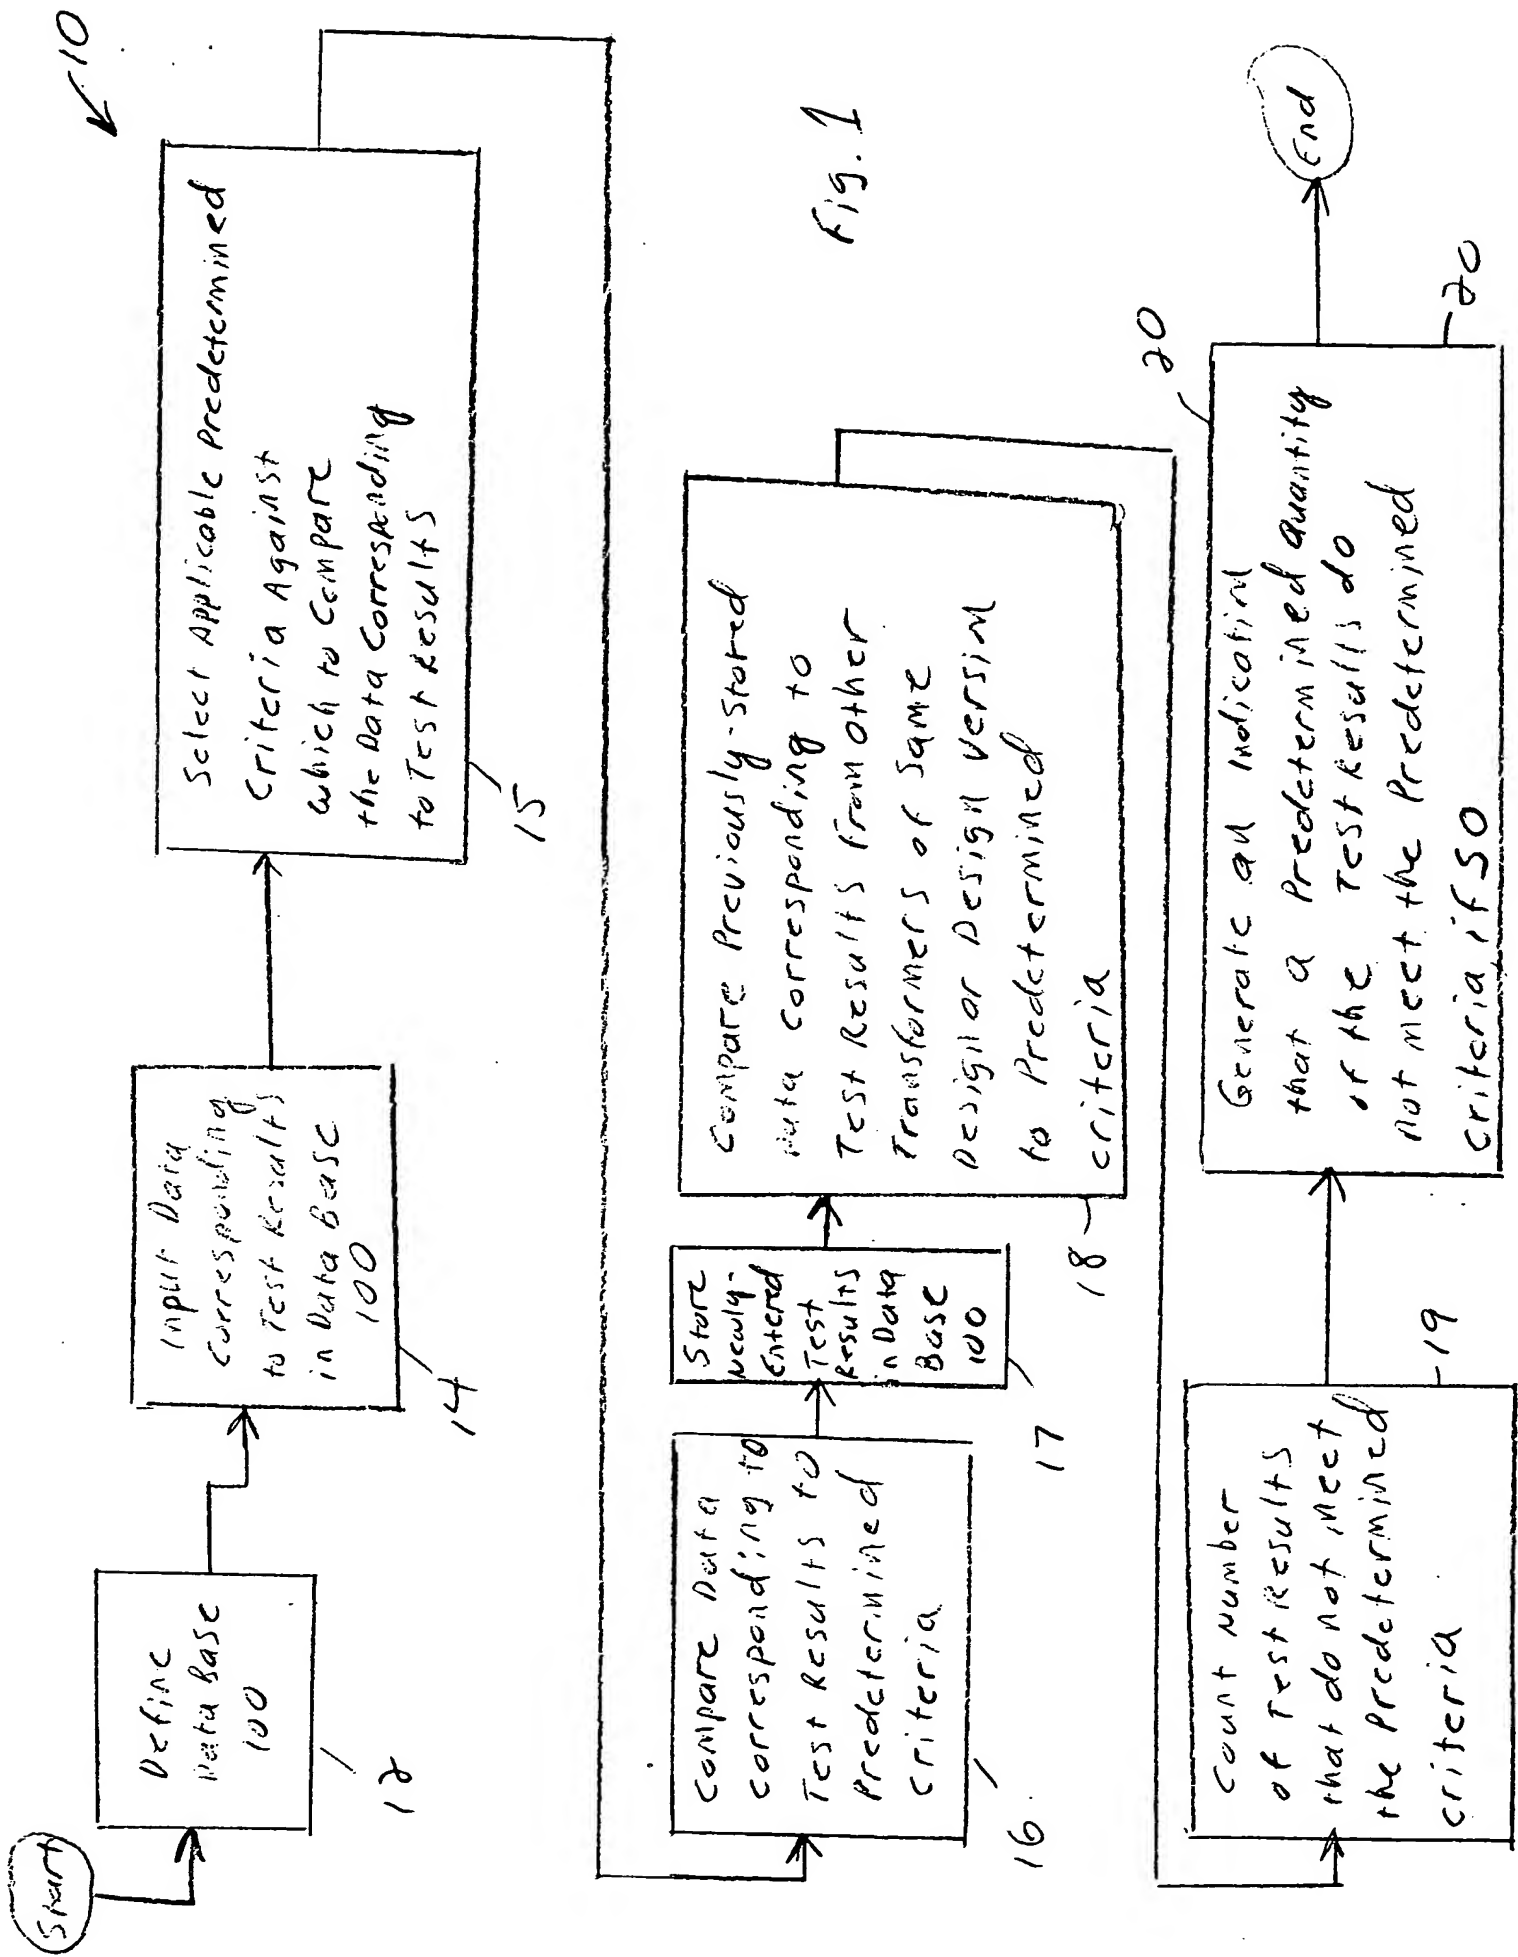 10
Start
Define
Data Base
100
12
Input Data
Corresponding
to Test Results
in Data Base
100
14
Select Applicable Predetermined
Criteria Against
which to Compare
the Data Corresponding
to Test Results
15
Compare Data
corresponding to
Test Results to
Predetermined
criteria
16
Store
Newly-
Entered
Test
Results
in Data
Base
100
17
Compare Previously-Stored
Data Corresponding to
Test Results from other
Transformers of Same
Design or Design Version
to Predetermined
criteria
18
Fig. 1
Count Number
of Test Results
that do not meet
the Predetermined
criteria
19
20
Generate an Indication
that a Predetermined quantity
of the Test Results do
not meet the Predetermined
criteria if so
20
End